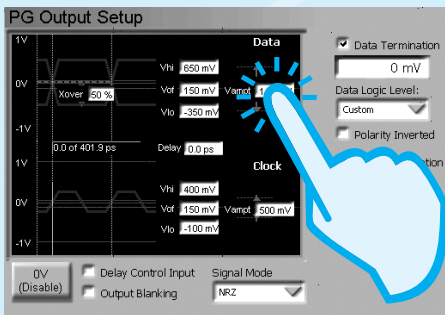 PG Output Setup
1V
Data
Data Termination
0 mV
Vhi 650 mV
0V
Xover 50 %
Vof 150 mV Vampt
Data Logic Level:
Custom
Vlo -350 mV
-1V
Polarity Inverted
0.0 of 401.9 ps
Delay 0.0 ps
Clock
1V
Vhi 400 mV
0V
Vof 150 mV Vampt 500 mV
Vlo -100 mV
-1V
0V
(Disable)
Delay Control Input
Signal Mode
Output Blanking
NRZ